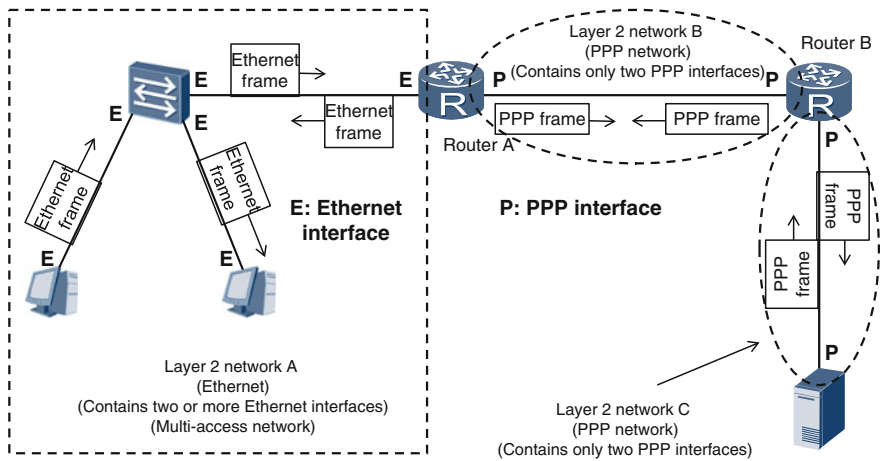 Layer 2 network B
(PPP network)
(Contains only two PPP interfaces)
Router B
E
Ethernet
frame
E
R
P
P
R
Ethernet
frame
PPP frame
PPP frame
Router A
E
E
P
Ethernet
frame
Ethernet
frame
E: Ethernet
interface
P: PPP interface
PPP
frame
PPP
frame
E
E
P
Layer 2 network A
(Ethernet)
(Contains two or more Ethernet interfaces)
(Multi-access network)
Layer 2 network C
(PPP network)
(Contains only two PPP interfaces)